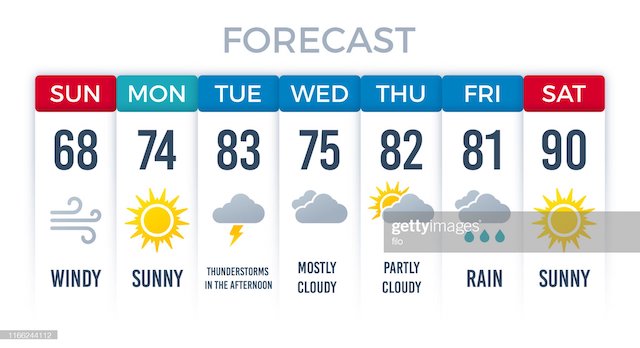 FORECAST
SUN MON TUE WED THU FRI SAT
68 74 83 75 82 81 90
gettyimages
filo
WINDY SUNNY THUNDERSTORMS IN THE AFTERNOON MOSTLY CLOUDY PARTLY CLOUDY RAIN SUNNY
1166244112